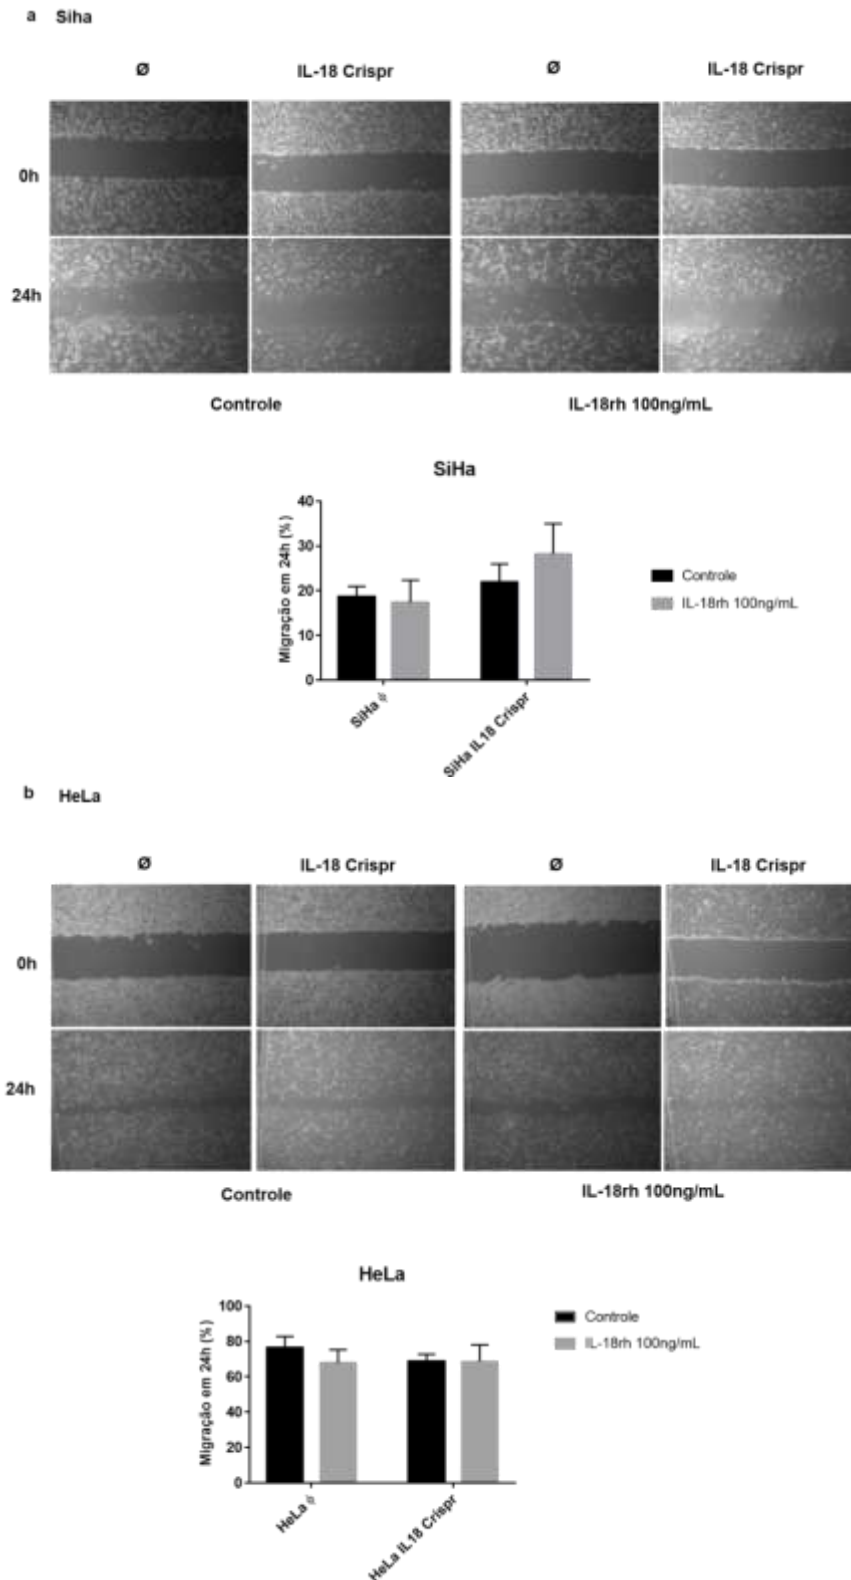 a Siha
Ø IL-18 Crispr Ø IL-18 Crispr
0h
24h
Controle IL-18rh 100ng/mL
SiHa
Migração em 24h (%)
40
30
20
10
0
SiHa ϕ
SiHa IL18 Crispr
Controle
IL-18rh 100ng/mL
b HeLa
Ø IL-18 Crispr Ø IL-18 Crispr
0h
24h
Controle IL-18rh 100ng/mL
HeLa
Migração em 24h (%)
100
80
60
40
20
0
HeLa ϕ
HeLa IL18 Crispr
Controle
IL-18rh 100ng/mL